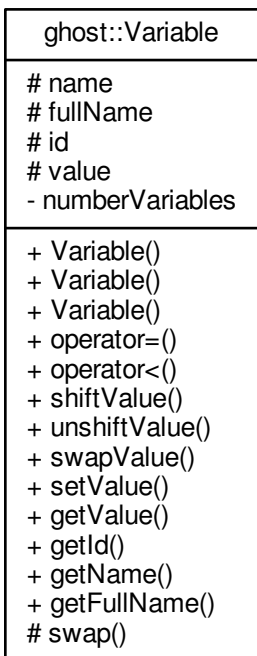 ghost::Variable
# name
# fullName
# id
# value
- numberVariables
+ Variable()
+ Variable()
+ Variable()
+ operator=()
+ operator<()
+ shiftValue()
+ unshiftValue()
+ swapValue()
+ setValue()
+ getValue()
+ getId()
+ getName()
+ getFullName()
# swap()